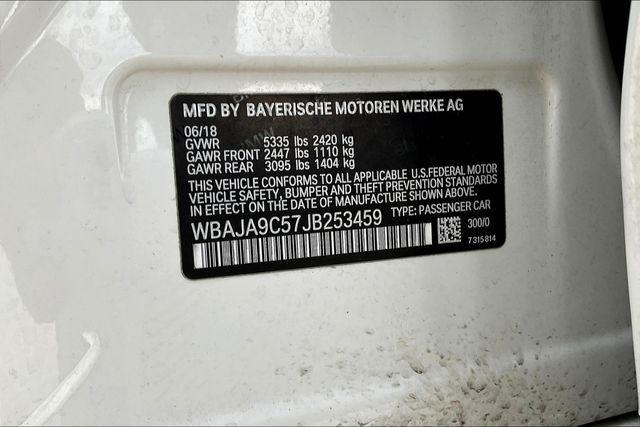 MFD BY BAYERISCHE MOTOREN WERKE AG
06/18
GVWR 5335 lbs 2420 kg
GAWR FRONT 2447 lbs 1110 kg
GAWR REAR 3095 lbs 1404 kg
THIS VEHICLE CONFORMS TO ALL APPLICABLE U.S.FEDERAL MOTOR
VEHICLE SAFETY, BUMPER AND THEFT PREVENTION STANDARDS
IN EFFECT ON THE DATE OF MANUFACTURE SHOWN ABOVE.
WBAJA9C57JB253459 TYPE: PASSENGER CAR
300/0
7 315 814